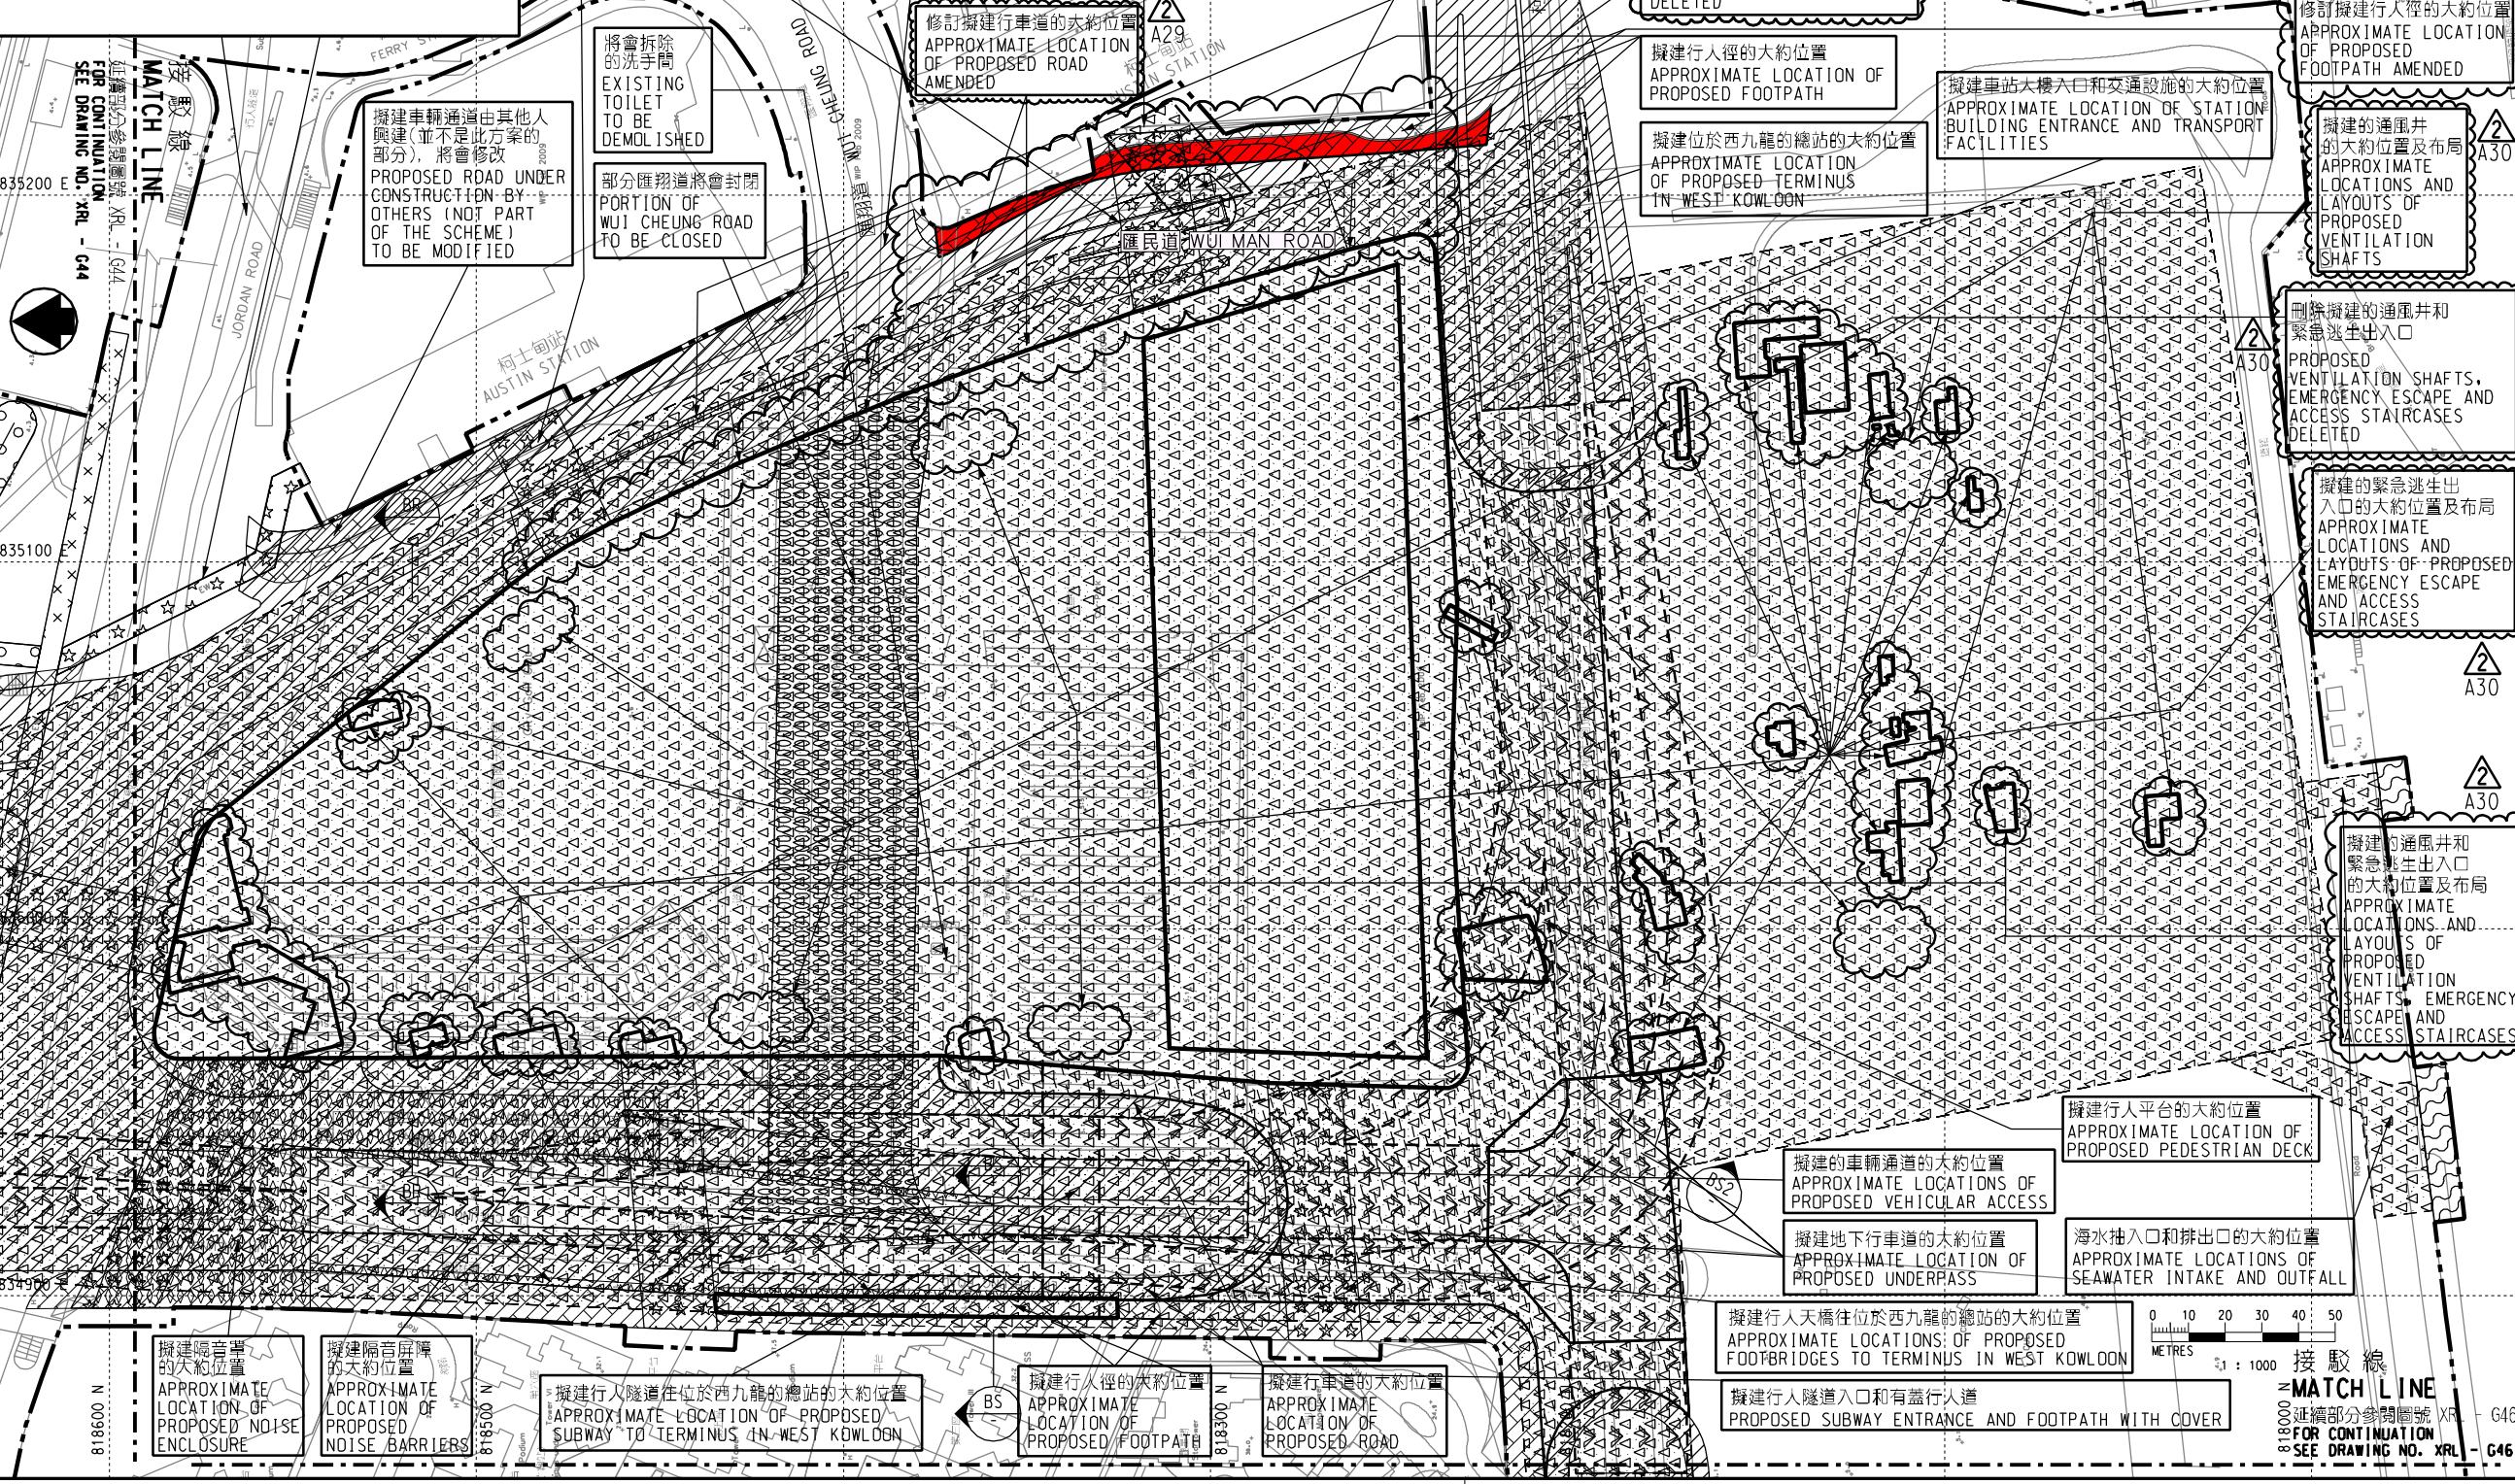 修訂擬建行車道的大約位置
APPROXIMATE LOCATION
OF PROPOSED ROAD
AMENDED
2
A29
DELETED
修訂擬建行人徑的大約位置
APPROXIMATE LOCATION
OF PROPOSED
FOOTPATH AMENDED
將會拆除
的洗手間
EXISTING
TOILET
TO BE
DEMOLISHED
擬建行人徑的大約位置
APPROXIMATE LOCATION OF
PROPOSED FOOTPATH
擬建車站大樓入口和交通設施的大約位置
APPROXIMATE LOCATION OF STATION
BUILDING ENTRANCE AND TRANSPORT
FACILITIES
擬建車輛通道由其他人
興建(並不是此方案的
部分), 將會修改
PROPOSED ROAD UNDER
CONSTRUCTION BY
OTHERS (NOT PART
OF THE SCHEME)
TO BE MODIFIED
部分匯翔道將會封閉
PORTION OF
WUI CHEUNG ROAD
TO BE CLOSED
擬建位於西九龍的總站的大約位置
APPROXIMATE LOCATION
OF PROPOSED TERMINUS
IN WEST KOWLOON
擬建的通風井
的大約位置及布局
APPROXIMATE
LOCATIONS AND
LAYOUTS OF
PROPOSED
VENTILATION
SHAFTS
2
A30
接駁線
MATCH LINE
延續部分參閱圖號 XRL - G44
FOR CONTINUATION
SEE DRAWING NO. XRL - G44
835200 E
JORDAN ROAD
行人隧道
WUI CHEUNG ROAD
匯翔道
柯士甸站
AUSTIN STATION
柯士甸站
AUSTIN STATION
匯民道 WUI MAN ROAD
刪除擬建的通風井和
緊急逃生出入口
PROPOSED
VENTILATION SHAFTS,
EMERGENCY ESCAPE AND
ACCESS STAIRCASES
DELETED
2
A30
擬建的緊急逃生出
入口的大約位置及布局
APPROXIMATE
LOCATIONS AND
LAYOUTS OF PROPOSED
EMERGENCY ESCAPE
AND ACCESS
STAIRCASES
2
A30
835100 E
BR
2
A30
擬建的通風井和
緊急逃生出入口
的大約位置及布局
APPROXIMATE
LOCATIONS AND
LAYOUTS OF
PROPOSED
VENTILATION
SHAFTS, EMERGENCY
ESCAPE AND
ACCESS STAIRCASES
擬建行人平台的大約位置
APPROXIMATE LOCATION OF
PROPOSED PEDESTRIAN DECK
擬建的車輛通道的大約位置
APPROXIMATE LOCATIONS OF
PROPOSED VEHICULAR ACCESS
BS2
擬建地下行車道的大約位置
APPROXIMATE LOCATION OF
PROPOSED UNDERPASS
海水抽入口和排出口的大約位置
APPROXIMATE LOCATIONS OF
SEAWATER INTAKE AND OUTFALL
擬建行人天橋往位於西九龍的總站的大約位置
APPROXIMATE LOCATIONS OF PROPOSED
FOOTBRIDGES TO TERMINUS IN WEST KOWLOON
0 10 20 30 40 50
METRES
1 : 1000
擬建行人隧道入口和有蓋行人道
PROPOSED SUBWAY ENTRANCE AND FOOTPATH WITH COVER
擬建隔音罩
的大約位置
APPROXIMATE
LOCATION OF
PROPOSED NOISE
ENCLOSURE
擬建隔音屏障
的大約位置
APPROXIMATE
LOCATION OF
PROPOSED
NOISE BARRIERS
擬建行人隧道往位於西九龍的總站的大約位置
APPROXIMATE LOCATION OF PROPOSED
SUBWAY TO TERMINUS IN WEST KOWLOON
BS
擬建行人徑的大約位置
APPROXIMATE
LOCATION OF
PROPOSED FOOTPATH
擬建行車道的大約位置
APPROXIMATE
LOCATION OF
PROPOSED ROAD
818600 N
818500 N
818300 N
818000 N
接駁線
MATCH LINE
延續部分參閱圖號 XRL - G46
FOR CONTINUATION
SEE DRAWING NO. XRL - G46